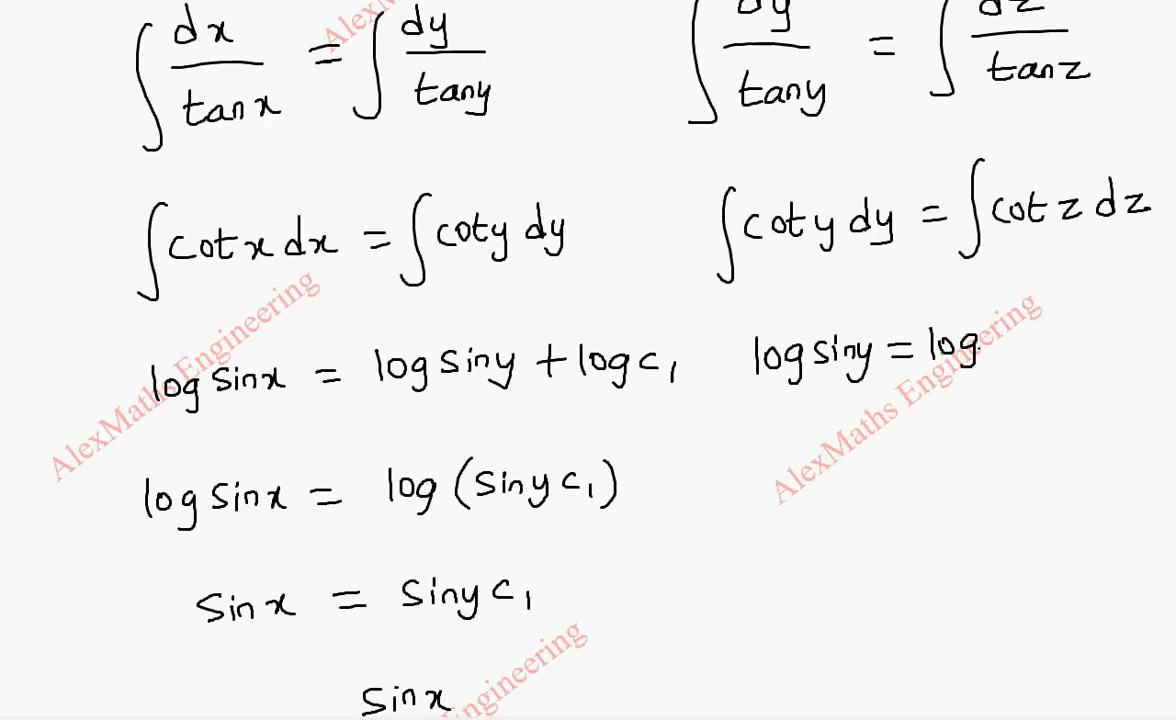 ∫ dx/tan x = ∫ dy/tan y
∫ cot x dx = ∫ cot y dy
log sin x = log sin y + log c₁
log sin x = log (sin y c₁)
sin x = sin y c₁
sin x
∫ dy/tan y = ∫ dz/tan z
∫ cot y dy = ∫ cot z dz
log sin y = log
AlexMaths Engineering
AlexMaths Engineering
AlexM
Engineering